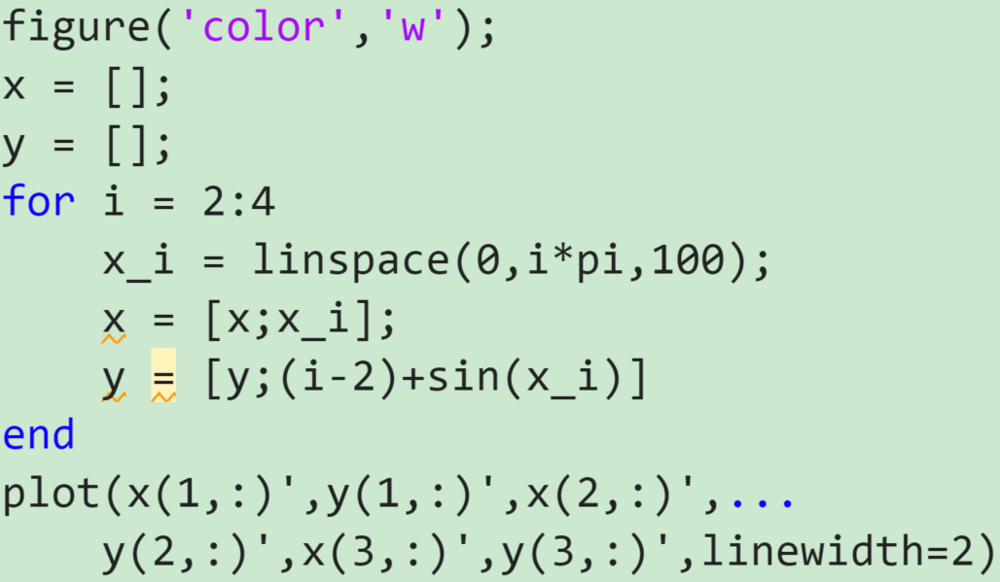 figure('color','w');
x = [];
y = [];
for i = 2:4
    x_i = linspace(0,i*pi,100);
    x = [x;x_i];
    y = [y;(i-2)+sin(x_i)]
end
plot(x(1,:)',y(1,:)',x(2,:)',...
    y(2,:)',x(3,:)',y(3,:)',linewidth=2)